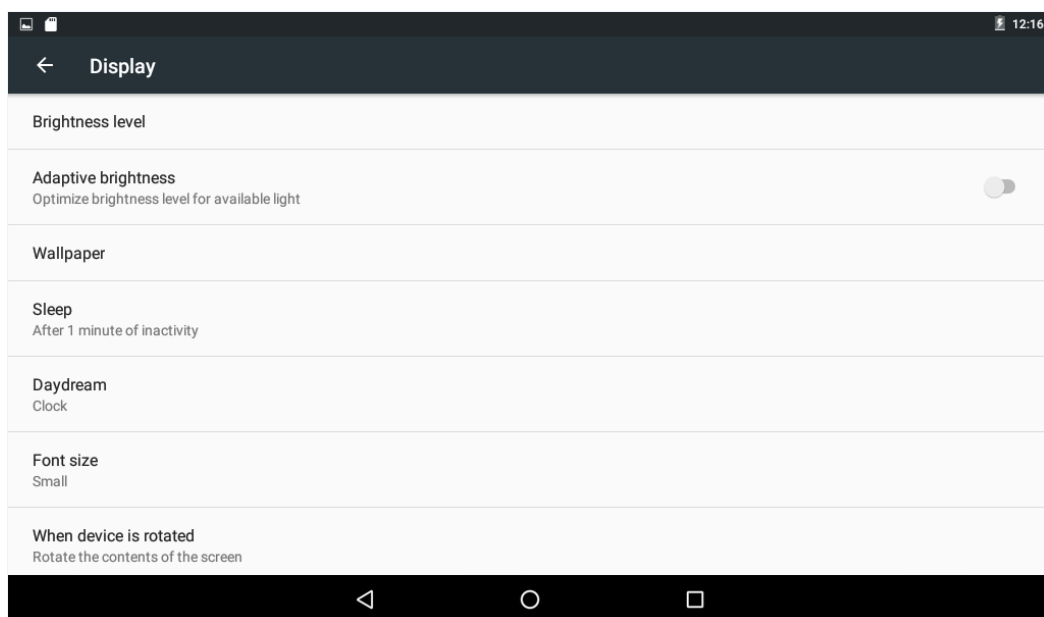 12:16
Display
Brightness level
Adaptive brightness
Optimize brightness level for available light
Wallpaper
Sleep
After 1 minute of inactivity
Daydream
Clock
Font size
Small
When device is rotated
Rotate the contents of the screen